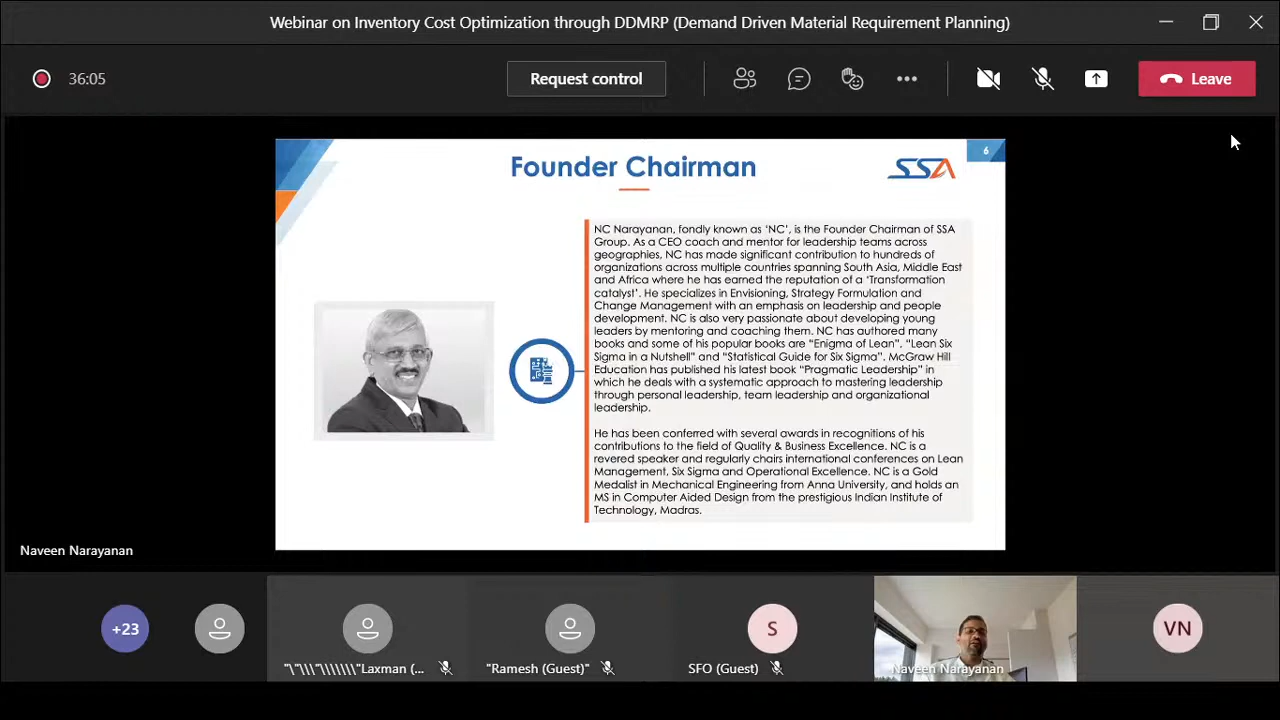 Webinar on Inventory Cost Optimization through DDMRP (Demand Driven Material Requirement Planning)
36:05
Request control
Leave
Founder Chairman
SSA
6
NC Narayanan, fondly known as ‘NC’, is the Founder Chairman of SSA
Group. As a CEO coach and mentor for leadership teams across
geographies, NC has made significant contribution to hundreds of
organizations across multiple countries spanning South Asia, Middle East
and Africa where he has earned the reputation of a ‘Transformation
catalyst’. He specializes in Envisioning, Strategy Formulation and
Change Management with an emphasis on leadership and people
development. NC is also very passionate about developing young
leaders by mentoring and coaching them. NC has authored many
books and some of his popular books are “Enigma of Lean”. “Lean Six
Sigma in a Nutshell” and “Statistical Guide for Six Sigma”. McGraw Hill
Education has published his latest book “Pragmatic Leadership” in
which he deals with a systematic approach to mastering leadership
through personal leadership, team leadership and organizational
leadership.
He has been conferred with several awards in recognitions of his
contributions to the field of Quality & Business Excellence. NC is a
revered speaker and regularly chairs international conferences on Lean
Management, Six Sigma and Operational Excellence. NC is a Gold
Medalist in Mechanical Engineering from Anna University, and holds an
MS in Computer Aided Design from the prestigious Indian Institute of
Technology, Madras.
Naveen Narayanan
+23
"\"\\\"\\\\\\\"Laxman (...
"Ramesh (Guest)"
S
SFO (Guest)
Naveen Narayanan
VN